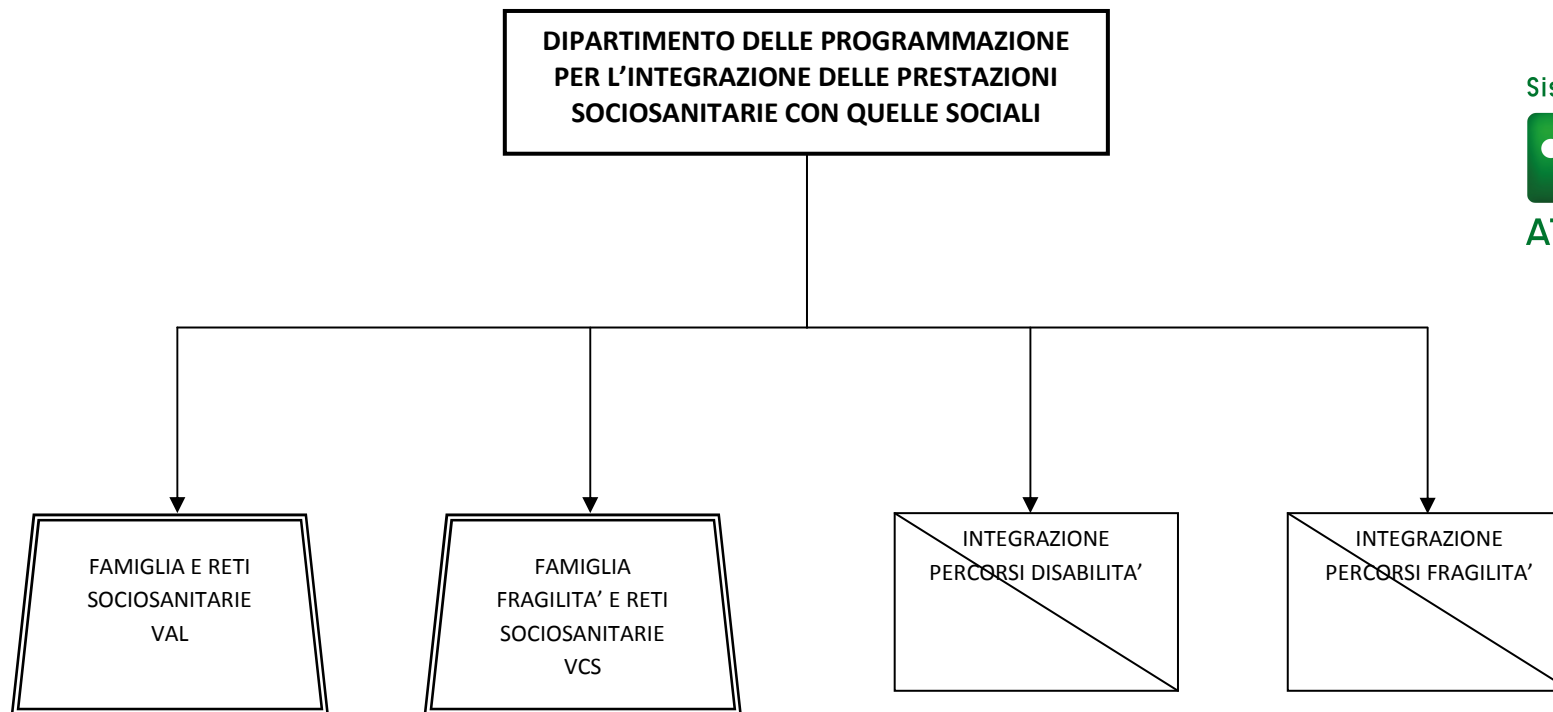 DIPARTIMENTO DELLE PROGRAMMAZIONE
PER L’INTEGRAZIONE DELLE PRESTAZIONI
SOCIOSANITARIE CON QUELLE SOCIALI
FAMIGLIA E RETI
SOCIOSANITARIE
VAL
FAMIGLIA
FRAGILITA’ E RETI
SOCIOSANITARIE
VCS
INTEGRAZIONE
PERCORSI DISABILITA’
INTEGRAZIONE
PERCORSI FRAGILITA’